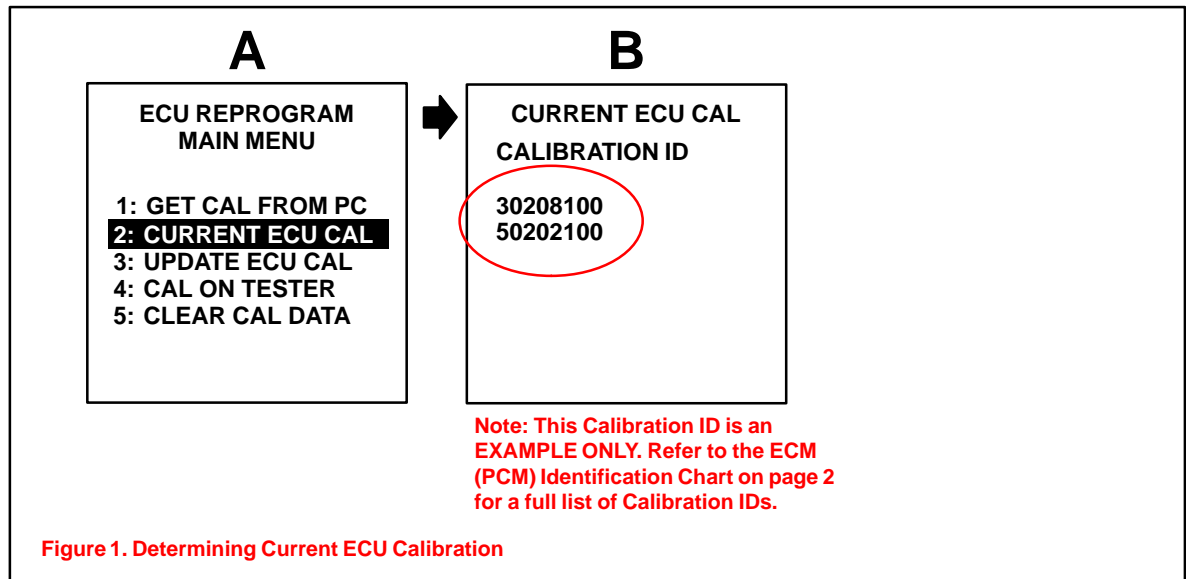 A
ECU REPROGRAM
MAIN MENU
1: GET CAL FROM PC
2: CURRENT ECU CAL
3: UPDATE ECU CAL
4: CAL ON TESTER
5: CLEAR CAL DATA
B
CURRENT ECU CAL
CALIBRATION ID
30208100
50202100
Note: This Calibration ID is an
EXAMPLE ONLY. Refer to the ECM
(PCM) Identification Chart on page 2
for a full list of Calibration IDs.
Figure 1. Determining Current ECU Calibration